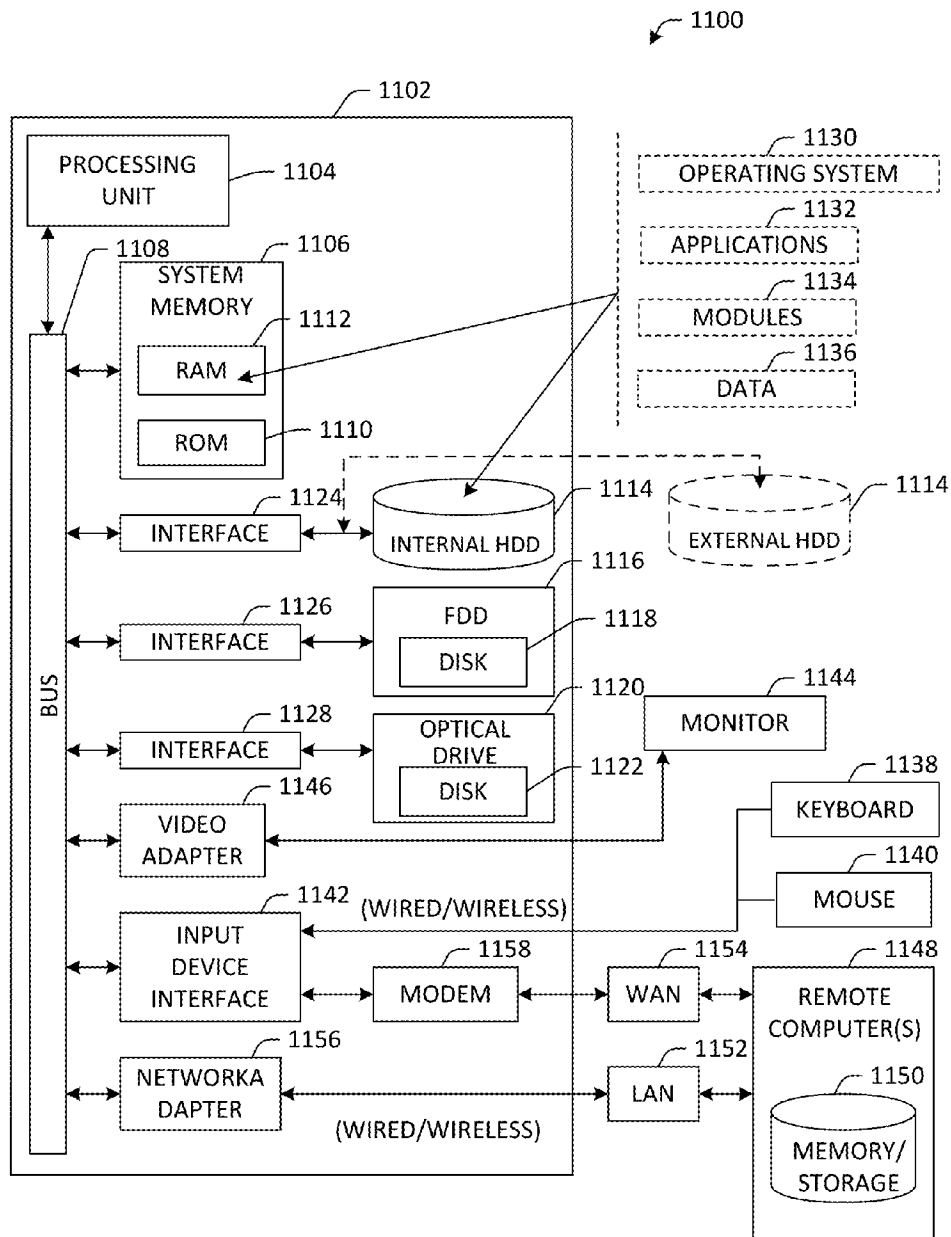 1100
1102
PROCESSING
UNIT
1104
1130
OPERATING SYSTEM
1132
APPLICATIONS
1134
MODULES
1136
DATA
1108
1106
SYSTEM
MEMORY
1112
RAM
1110
ROM
1124
INTERFACE
1114
INTERNAL HDD
1114
EXTERNAL HDD
1116
FDD
1118
DISK
1126
INTERFACE
BUS
1120
OPTICAL
DRIVE
1122
DISK
1128
INTERFACE
1144
MONITOR
1146
VIDEO
ADAPTER
1138
KEYBOARD
1140
MOUSE
1142
INPUT
DEVICE
INTERFACE
(WIRED/WIRELESS)
1158
MODEM
1154
WAN
1148
REMOTE
COMPUTER(S)
1156
NETWORKA
DAPTER
1152
LAN
(WIRED/WIRELESS)
1150
MEMORY/
STORAGE